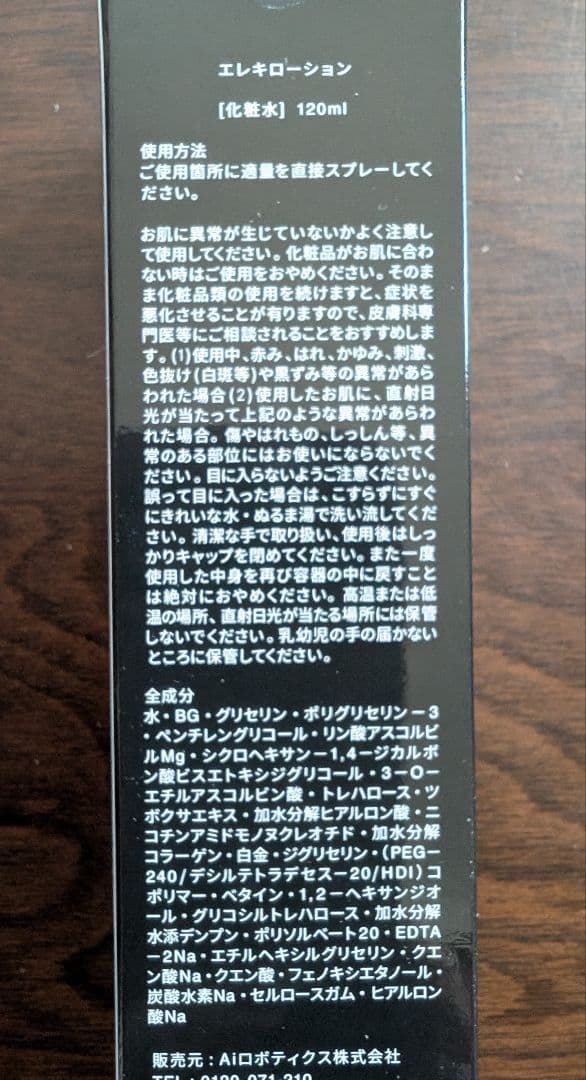 エレキローション
[化粧水] 120ml
使用方法
ご使用箇所に適量を直接スプレーしてく
ださい。
お肌に異常が生じていないかよく注意し
て使用してください。化粧品がお肌に合わ
ない時はご使用をおやめください。そのま
ま化粧品類の使用を続けますと、症状を
悪化させることが有りますので、皮膚科専
門医等にご相談されることをおすすめしま
す。(1)使用中、赤み、はれ、かゆみ、刺激、
色抜け(白斑等)や黒ずみ等の異常があら
われた場合(2)使用したお肌に、直射日
光が当たって上記のような異常があらわ
れた場合。傷やはれもの、しっしん等、異
常のある部位にはお使いにならないでく
ださい。目に入らないようご注意ください。
誤って目に入った場合は、こすらずにすぐ
にきれいな水・ぬるま湯で洗い流してくだ
さい。清潔な手で取り扱い、使用後はしっ
かりキャップを閉めてください。また一度
使用した中身を再び容器の中に戻すこと
は絶対におやめください。高温または低
温の場所、直射日光が当たる場所には保管
しないでください。乳幼児の手の届かない
ところに保管してください。
全成分
水・BG・グリセリン・ポリグリセリン－3
・ペンチレングリコール・リン酸アスコルビ
ルMg・シクロヘキサン－1,4－ジカルボ
ン酸ビスエトキシジグリコール・3－O－
エチルアスコルビン酸・トレハロース・ツ
ボクサエキス・加水分解ヒアルロン酸・ニ
コチンアミドモノヌクレオチド・加水分解
コラーゲン・白金・ジグリセリン・(PEG－
240/デシルテトラデセス－20/HDI)コ
ポリマー・ベタイン・1,2－ヘキサンジオ
ール・グリコシルトレハロース・加水分解
水添デンプン・ポリソルベート20・EDTA
－2Na・エチルヘキシルグリセリン・クエ
ン酸Na・クエン酸・フェノキシエタノール・
炭酸水素Na・セルロースガム・ヒアルロン
酸Na
販売元：Aiロボティクス株式会社
TEL：0120-071-210